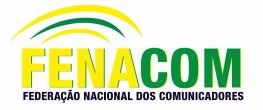 FENACOM
FEDERAÇÃO NACIONAL DOS COMUNICADORES